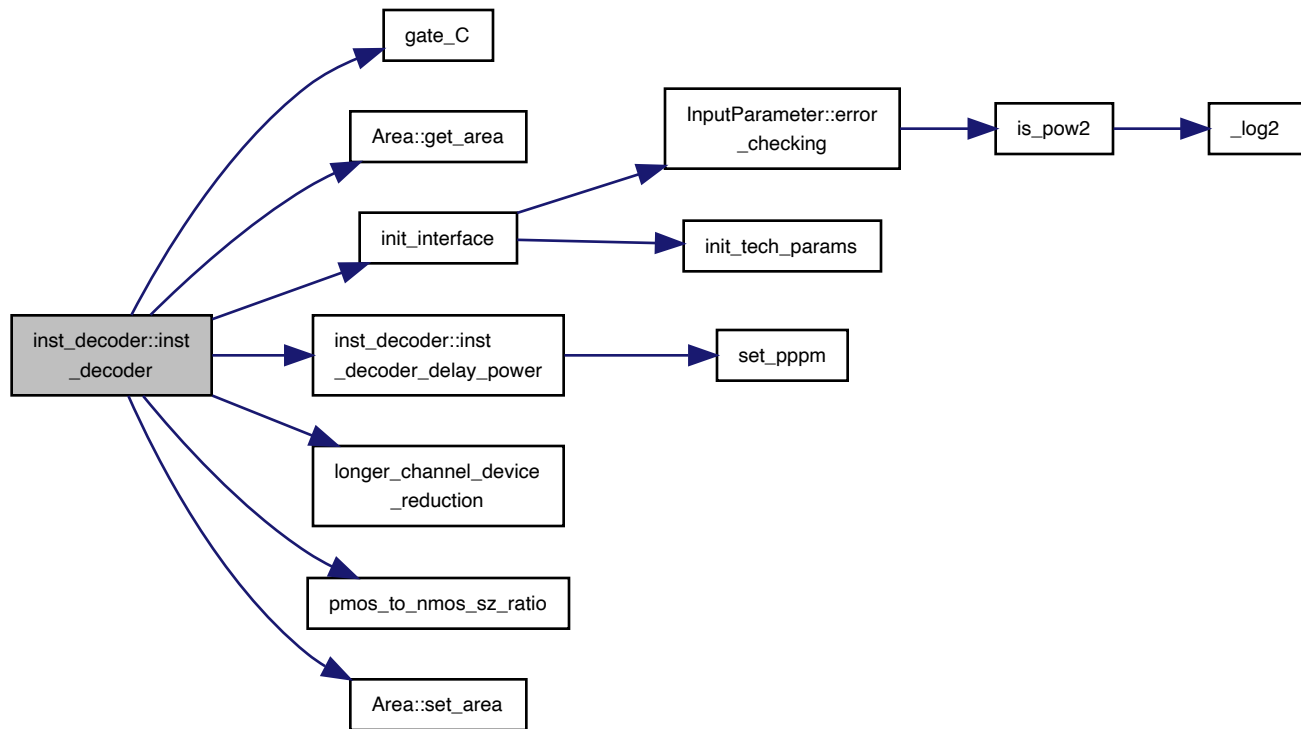 gate_C
Area::get_area
InputParameter::error
_checking
is_pow2
_log2
init_interface
init_tech_params
inst_decoder::inst
_decoder
inst_decoder::inst
_decoder_delay_power
set_pppm
longer_channel_device
_reduction
pmos_to_nmos_sz_ratio
Area::set_area